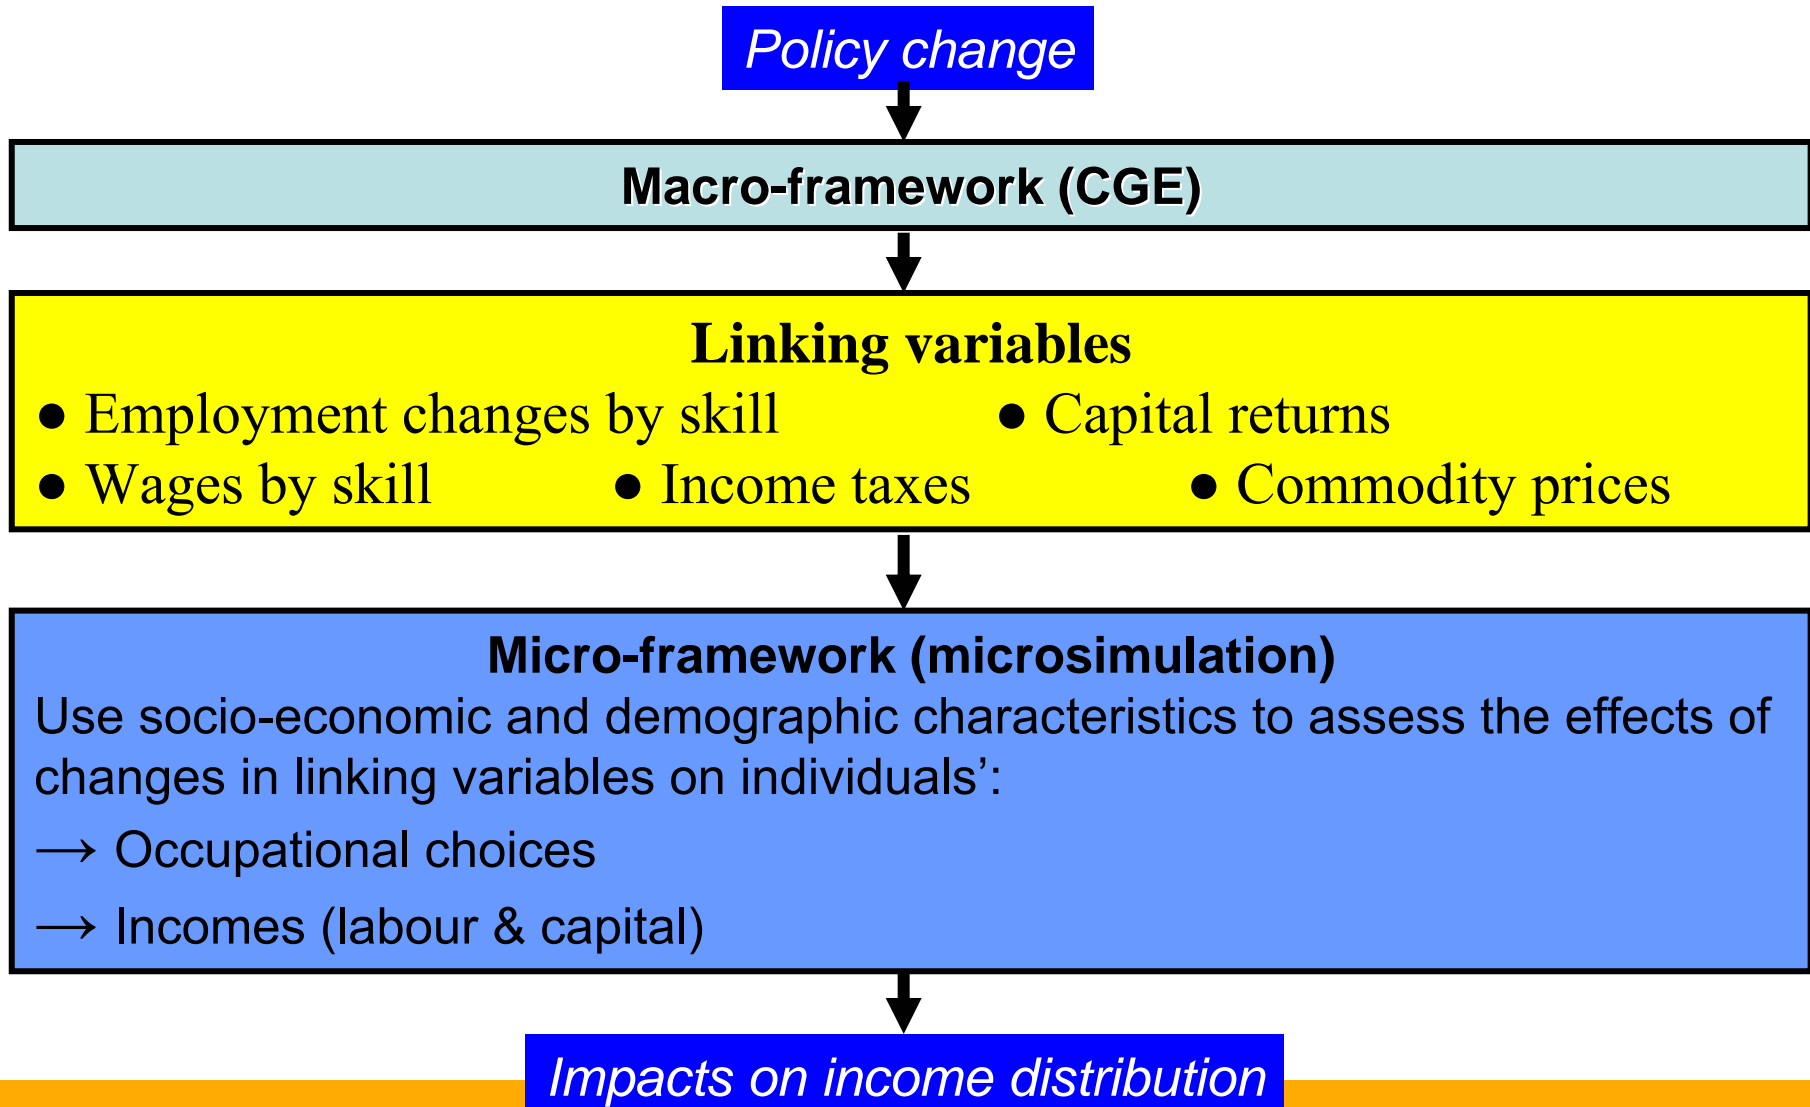 Policy change
Macro-framework (CGE)
Linking variables
● Employment changes by skill ● Capital returns
● Wages by skill ● Income taxes ● Commodity prices
Micro-framework (microsimulation)
Use socio-economic and demographic characteristics to assess the effects of
changes in linking variables on individuals’:
→ Occupational choices
→ Incomes (labour & capital)
Impacts on income distribution